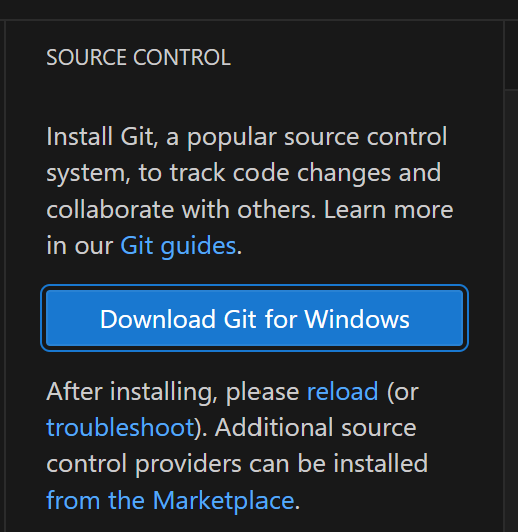 SOURCE CONTROL
Install Git, a popular source control
system, to track code changes and
collaborate with others. Learn more
in our Git guides.
Download Git for Windows
After installing, please reload (or
troubleshoot). Additional source
control providers can be installed
from the Marketplace.